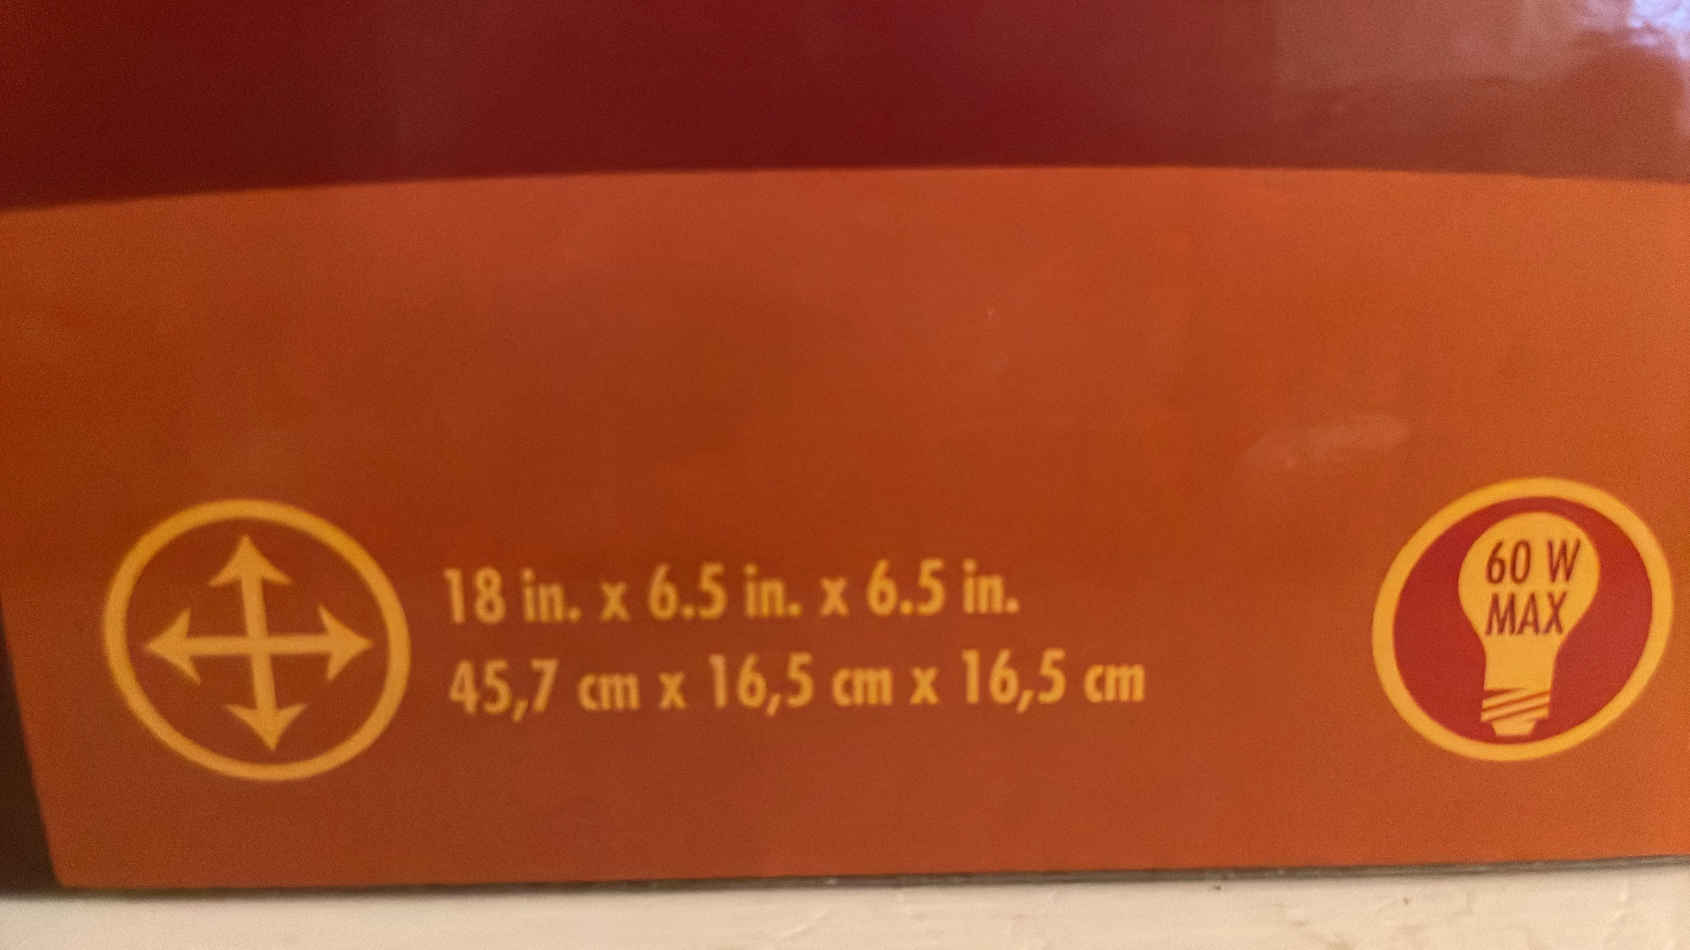 18 in. x 6.5 in. x 6.5 in.
45,7 cm x 16,5 cm x 16,5 cm
60 W
MAX